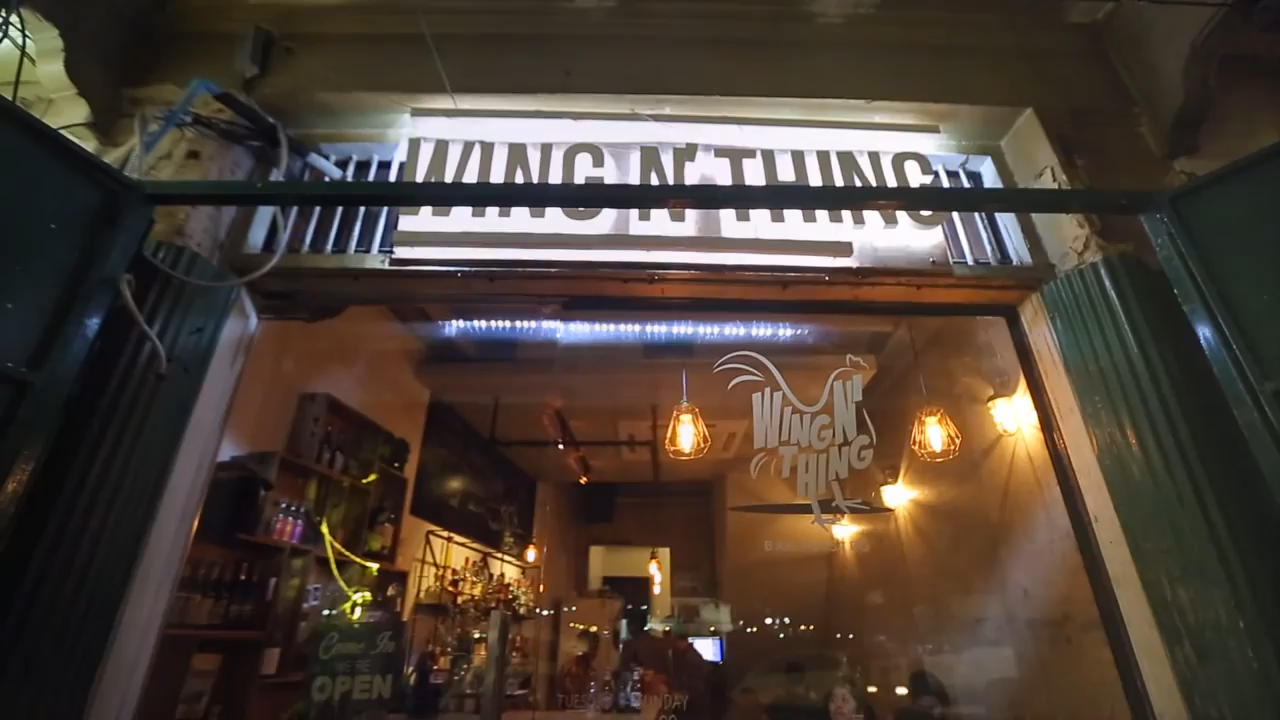 WING N' THING
WING N'
THING
Come In
WE'RE
OPEN